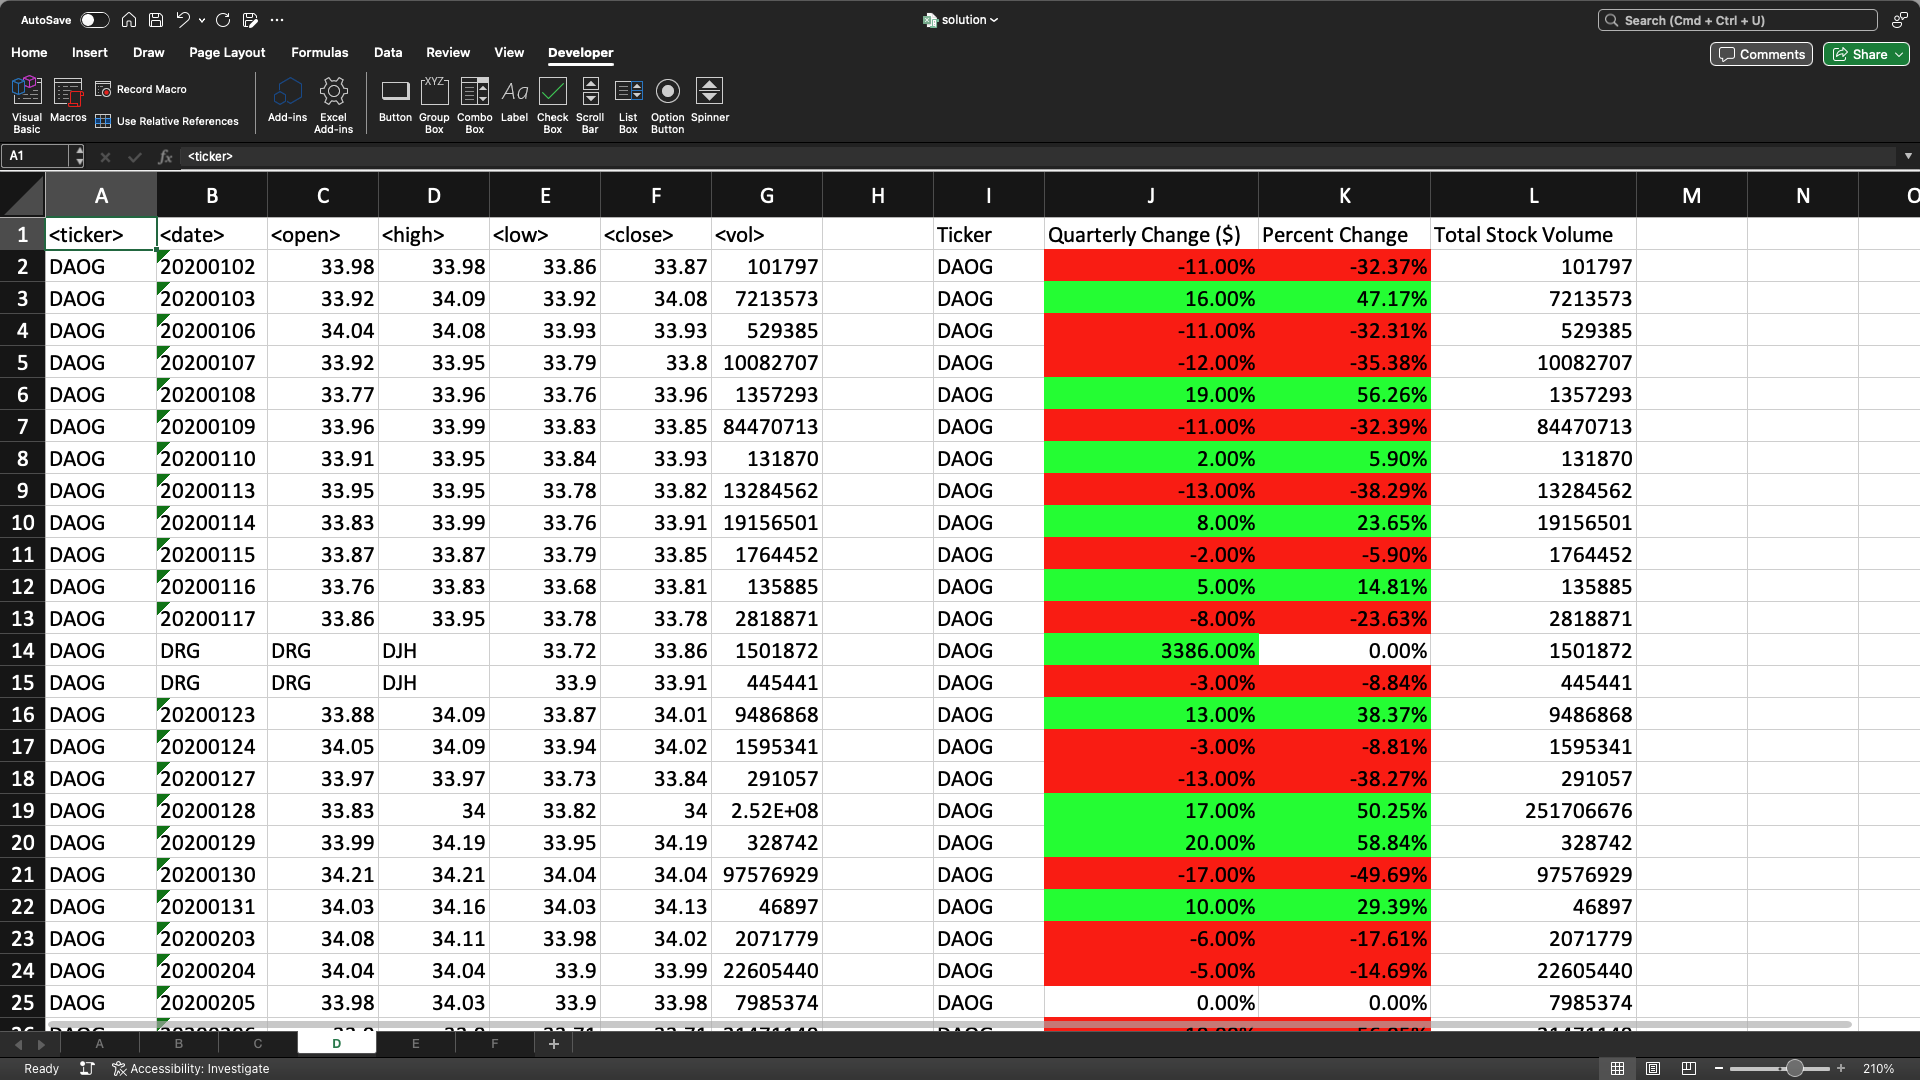 AutoSave
solution
Search (Cmd + Ctrl + U)
Home Insert Draw Page Layout Formulas Data Review View Developer
Comments Share
Visual Basic
Macros
Record Macro
Use Relative References
Add-ins
Excel Add-ins
Button
Group Box
Combo Box
Label
Check Box
Scroll Bar
List Box
Option Button
Spinner
A1 fx <ticker>
A B C D E F G H I J K L M N O
1 <ticker> <date> <open> <high> <low> <close> <vol> Ticker Quarterly Change ($) Percent Change Total Stock Volume
2 DAOG 20200102 33.98 33.98 33.86 33.87 101797 DAOG -11.00% -32.37% 101797
3 DAOG 20200103 33.92 34.09 33.92 34.08 7213573 DAOG 16.00% 47.17% 7213573
4 DAOG 20200106 34.04 34.08 33.93 33.93 529385 DAOG -11.00% -32.31% 529385
5 DAOG 20200107 33.92 33.95 33.79 33.8 10082707 DAOG -12.00% -35.38% 10082707
6 DAOG 20200108 33.77 33.96 33.76 33.96 1357293 DAOG 19.00% 56.26% 1357293
7 DAOG 20200109 33.96 33.99 33.83 33.85 84470713 DAOG -11.00% -32.39% 84470713
8 DAOG 20200110 33.91 33.95 33.84 33.93 131870 DAOG 2.00% 5.90% 131870
9 DAOG 20200113 33.95 33.95 33.78 33.82 13284562 DAOG -13.00% -38.29% 13284562
10 DAOG 20200114 33.83 33.99 33.76 33.91 19156501 DAOG 8.00% 23.65% 19156501
11 DAOG 20200115 33.87 33.87 33.79 33.85 1764452 DAOG -2.00% -5.90% 1764452
12 DAOG 20200116 33.76 33.83 33.68 33.81 135885 DAOG 5.00% 14.81% 135885
13 DAOG 20200117 33.86 33.95 33.78 33.78 2818871 DAOG -8.00% -23.63% 2818871
14 DAOG DRG DRG DJH 33.72 33.86 1501872 DAOG 3386.00% 0.00% 1501872
15 DAOG DRG DRG DJH 33.9 33.91 445441 DAOG -3.00% -8.84% 445441
16 DAOG 20200123 33.88 34.09 33.87 34.01 9486868 DAOG 13.00% 38.37% 9486868
17 DAOG 20200124 34.05 34.09 33.94 34.02 1595341 DAOG -3.00% -8.81% 1595341
18 DAOG 20200127 33.97 33.97 33.73 33.84 291057 DAOG -13.00% -38.27% 291057
19 DAOG 20200128 33.83 34 33.82 34 2.52E+08 DAOG 17.00% 50.25% 251706676
20 DAOG 20200129 33.99 34.19 33.95 34.19 328742 DAOG 20.00% 58.84% 328742
21 DAOG 20200130 34.21 34.21 34.04 34.04 97576929 DAOG -17.00% -49.69% 97576929
22 DAOG 20200131 34.03 34.16 34.03 34.13 46897 DAOG 10.00% 29.39% 46897
23 DAOG 20200203 34.08 34.11 33.98 34.02 2071779 DAOG -6.00% -17.61% 2071779
24 DAOG 20200204 34.04 34.04 33.9 33.99 22605440 DAOG -5.00% -14.69% 22605440
25 DAOG 20200205 33.98 34.03 33.9 33.98 7985374 DAOG 0.00% 0.00% 7985374
A B C D E F +
Ready Accessibility: Investigate 210%